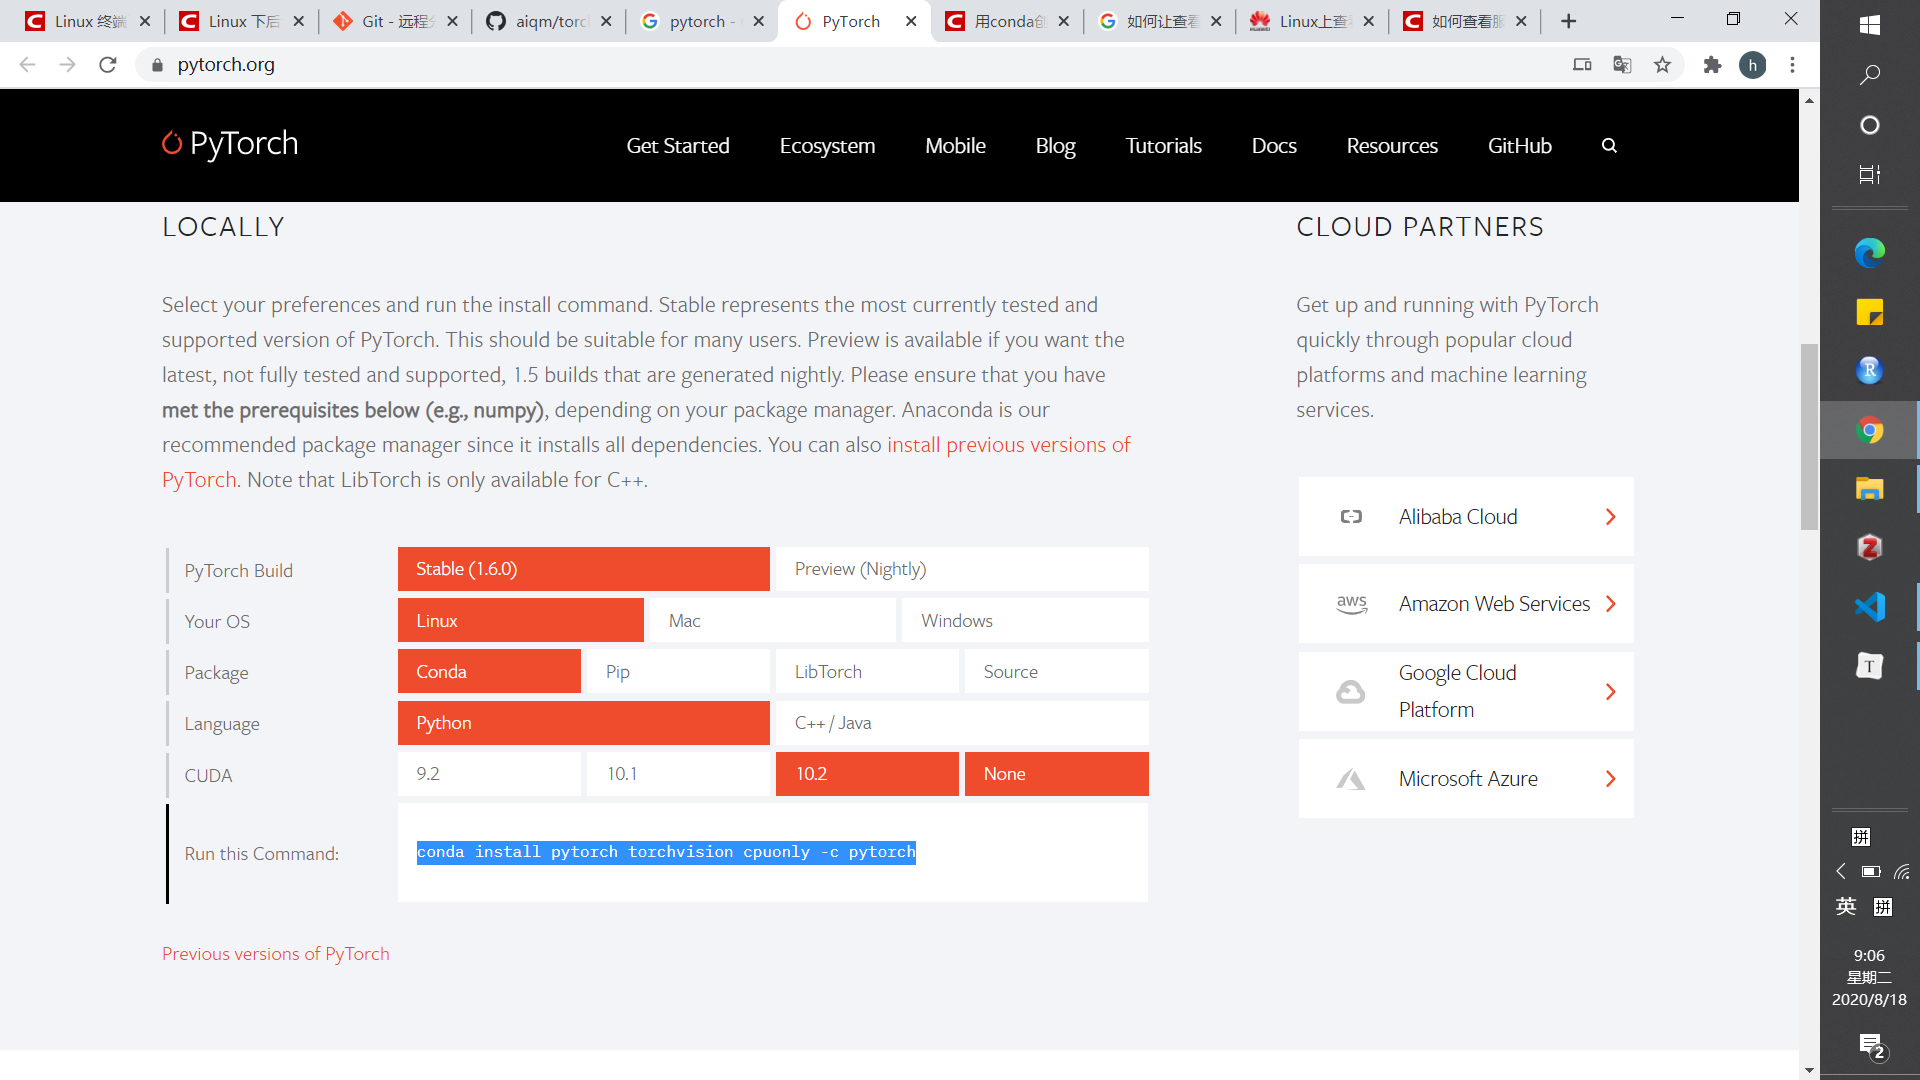 Linux 终端
Linux 下后
Git - 远程分
aiqm/torc
pytorch -
PyTorch
用conda创
如何让查看
Linux上查看
如何查看服
pytorch.org
h
PyTorch
Get Started
Ecosystem
Mobile
Blog
Tutorials
Docs
Resources
GitHub
LOCALLY
Select your preferences and run the install command. Stable represents the most currently tested and
supported version of PyTorch. This should be suitable for many users. Preview is available if you want the
latest, not fully tested and supported, 1.5 builds that are generated nightly. Please ensure that you have
met the prerequisites below (e.g., numpy), depending on your package manager. Anaconda is our
recommended package manager since it installs all dependencies. You can also install previous versions of
PyTorch. Note that LibTorch is only available for C++.
PyTorch Build
Stable (1.6.0)
Preview (Nightly)
Your OS
Linux
Mac
Windows
Package
Conda
Pip
LibTorch
Source
Language
Python
C++ / Java
CUDA
9.2
10.1
10.2
None
Run this Command:
conda install pytorch torchvision cpuonly -c pytorch
Previous versions of PyTorch
CLOUD PARTNERS
Get up and running with PyTorch
quickly through popular cloud
platforms and machine learning
services.
Alibaba Cloud
aws
Amazon Web Services
Google Cloud
Platform
Microsoft Azure
R
Z
T
拼
英
拼
9:06
星期二
2020/8/18
2